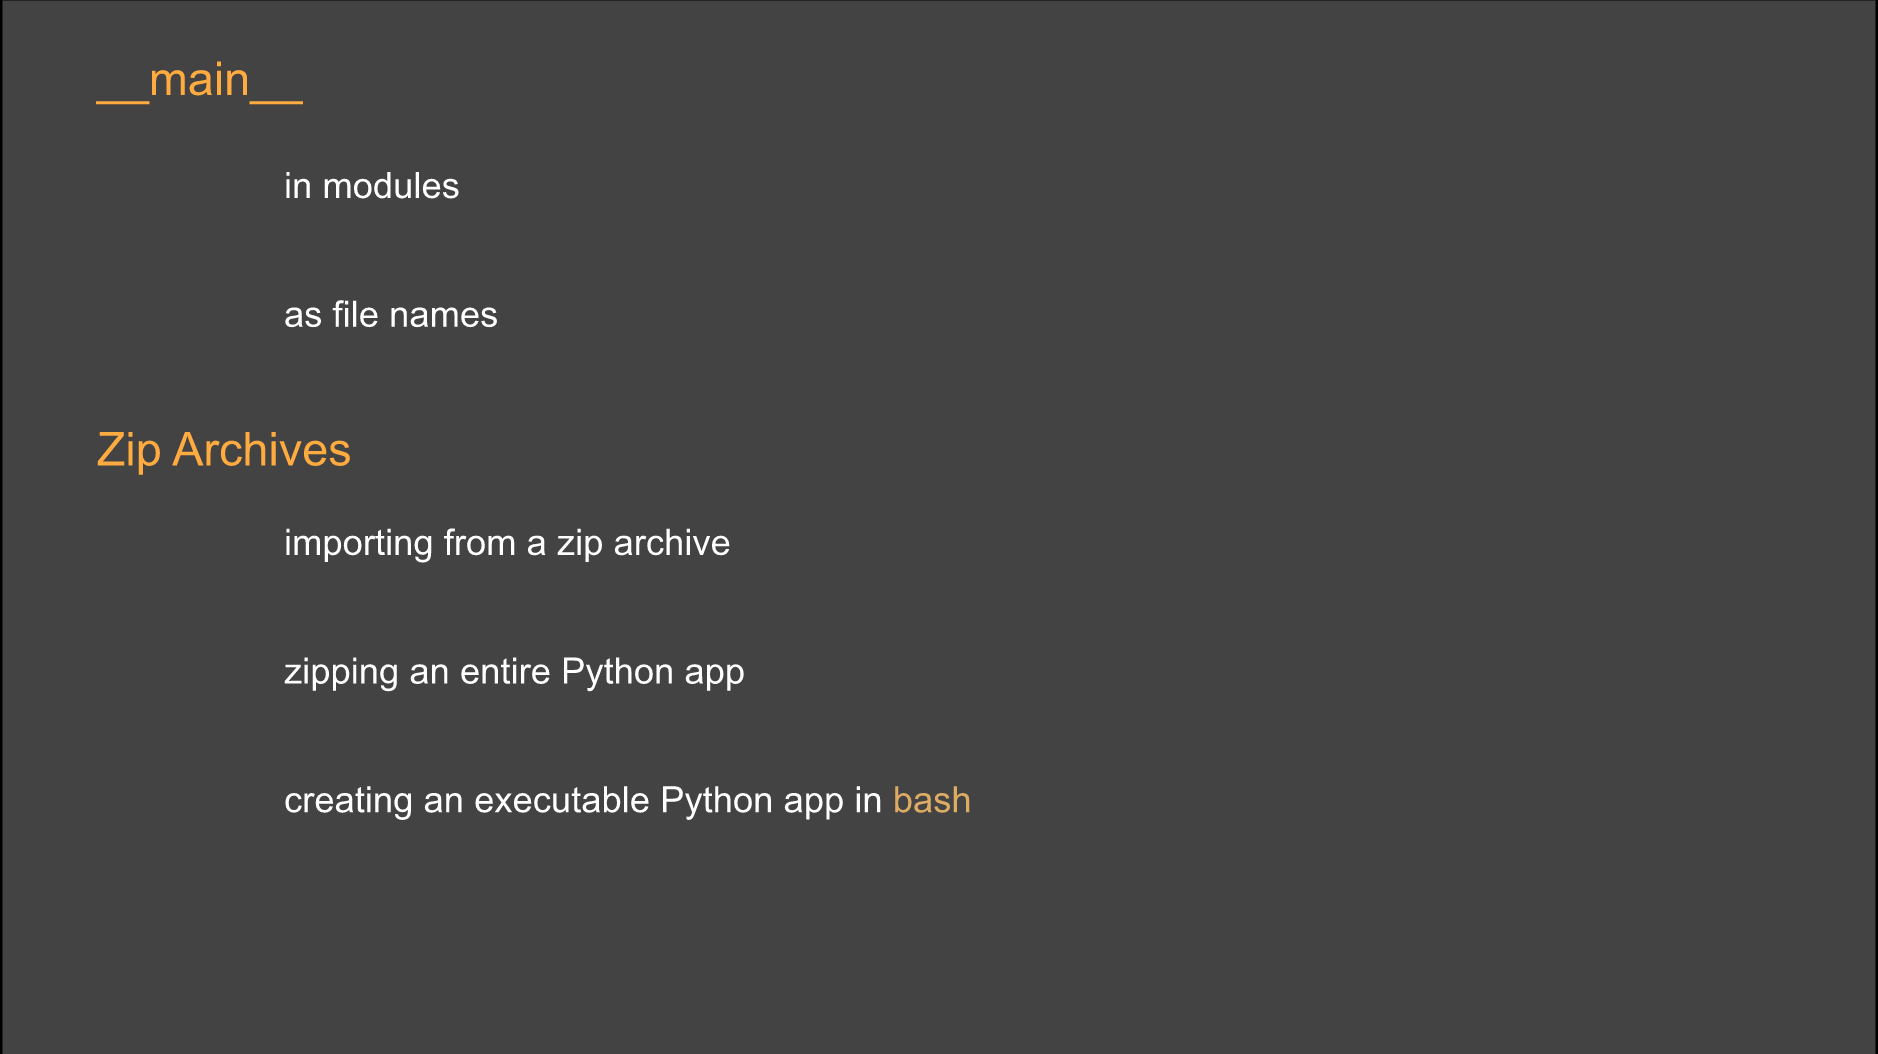 __main__
in modules
as file names
Zip Archives
importing from a zip archive
zipping an entire Python app
creating an executable Python app in bash